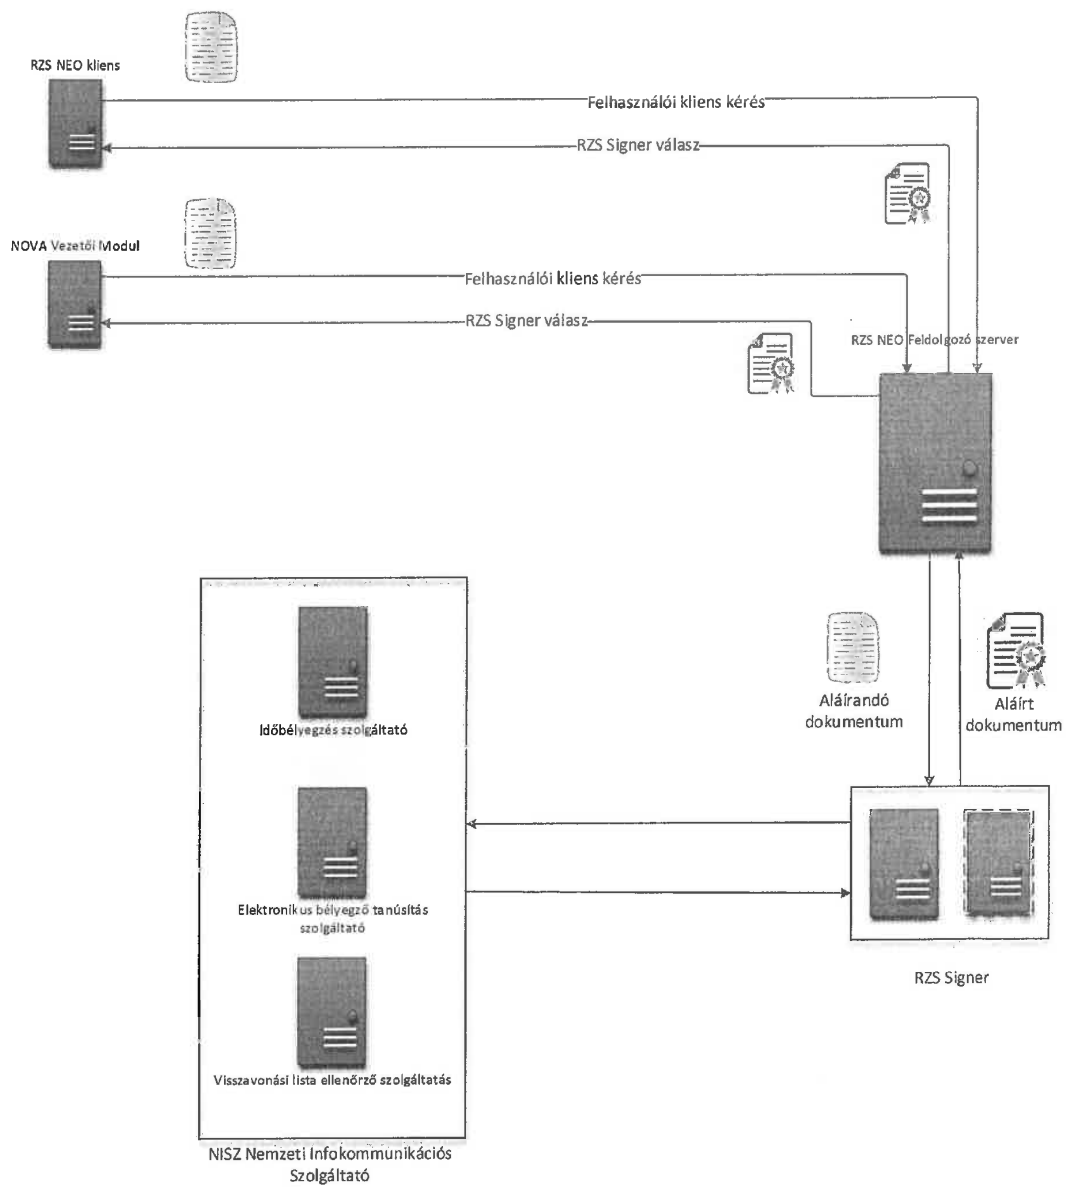 RZS NEO kliens
Felhasználói kliens kérés
RZS Signer válasz
NOVA Vezetői Modul
Felhasználói kliens kérés
RZS Signer válasz
RZS NEO Feldolgozó szerver
Aláírandó
dokumentum
Aláírt
dokumentum
Időbélyegzés szolgáltató
Elektronikus bélyegző tanúsítás
szolgáltató
Visszavonási lista ellenőrző szolgáltatás
RZS Signer
NISZ Nemzeti Infokommunikációs
Szolgáltató